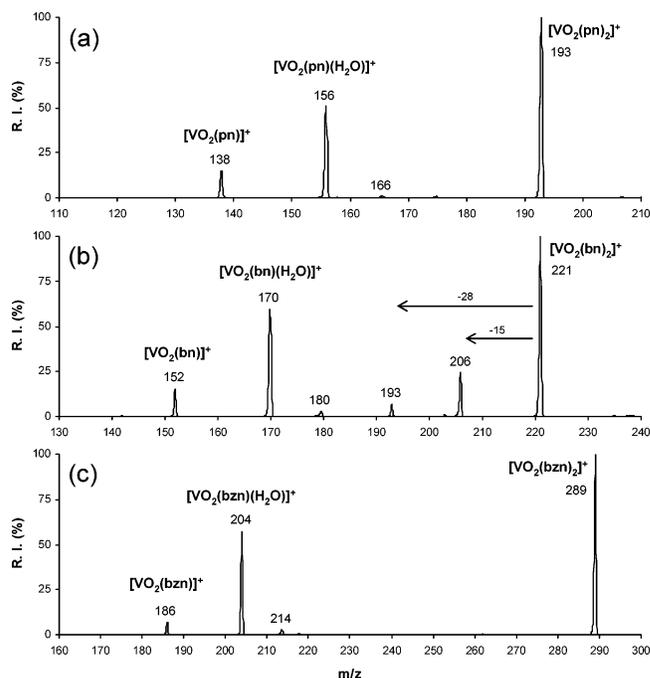 (a)
[VO2(pn)2]+
193
[VO2(pn)(H2O)]+
156
[VO2(pn)]+
138
166
R. I. (%)
100
75
50
25
0
110 120 130 140 150 160 170 180 190 200 210
(b)
[VO2(bn)2]+
221
[VO2(bn)(H2O)]+
170
-28
-15
[VO2(bn)]+
152
206
193
180
R. I. (%)
100
75
50
25
0
130 140 150 160 170 180 190 200 210 220 230 240
(c)
[VO2(bzn)2]+
289
[VO2(bzn)(H2O)]+
204
[VO2(bzn)]+
186
214
R. I. (%)
100
75
50
25
0
160 170 180 190 200 210 220 230 240 250 260 270 280 290 300
m/z